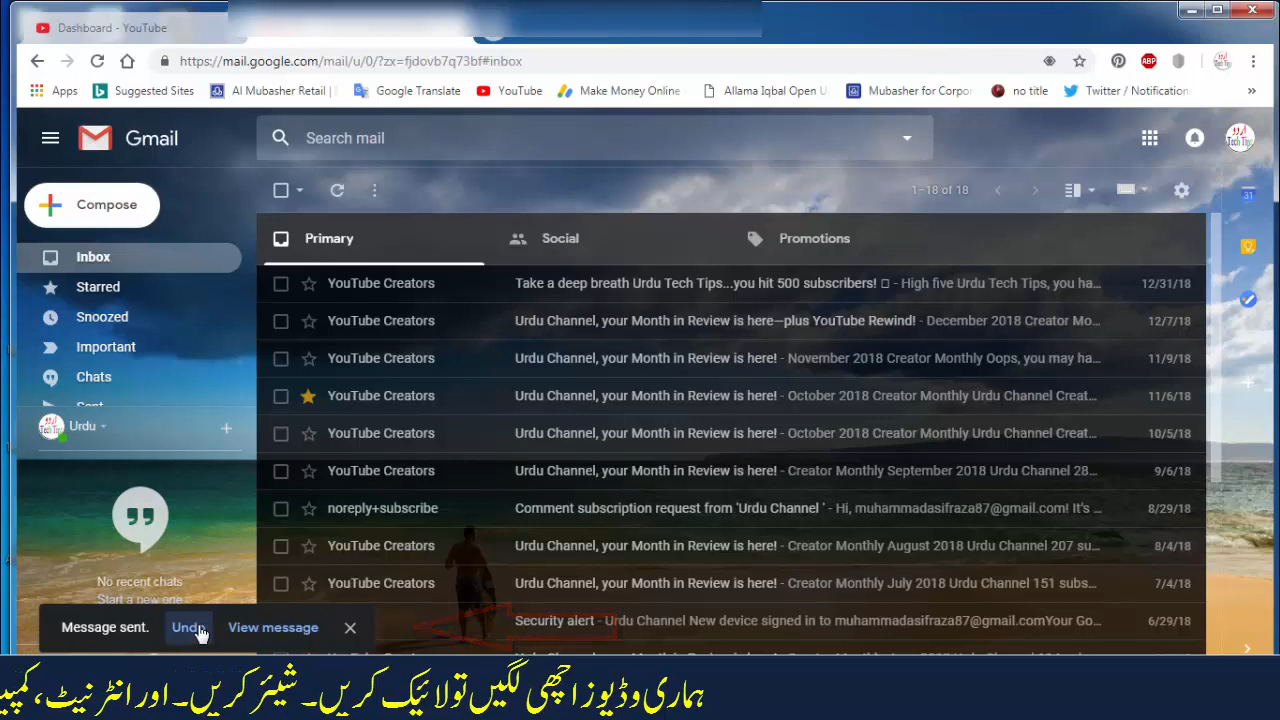 Dashboard - YouTube
https://mail.google.com/mail/u/0/?zx=fjdovb7q73bf#inbox
Apps Suggested Sites Al Mubasher Retail | Google Translate YouTube Make Money Online Allama Iqbal Open U Mubasher for Corpor no title Twitter / Notification »
Gmail Search mail
Compose 1–18 of 18
Primary Social Promotions
Inbox
Starred
Snoozed
Important
Chats
Sent
Urdu
No recent chats
Start a new one
YouTube Creators Take a deep breath Urdu Tech Tips...you hit 500 subscribers! - High five Urdu Tech Tips, you ha... 12/31/18
YouTube Creators Urdu Channel, your Month in Review is here—plus YouTube Rewind! - December 2018 Creator Mo... 12/7/18
YouTube Creators Urdu Channel, your Month in Review is here! - November 2018 Creator Monthly Oops, you may ha... 11/9/18
YouTube Creators Urdu Channel, your Month in Review is here! - October 2018 Creator Monthly Urdu Channel Creat... 11/6/18
YouTube Creators Urdu Channel, your Month in Review is here! - October 2018 Creator Monthly Urdu Channel Creat... 10/5/18
YouTube Creators Urdu Channel, your Month in Review is here! - Creator Monthly September 2018 Urdu Channel 28... 9/6/18
noreply+subscribe Comment subscription request from 'Urdu Channel ' - Hi, muhammadasifraza87@gmail.com! It's ... 8/29/18
YouTube Creators Urdu Channel, your Month in Review is here! - Creator Monthly August 2018 Urdu Channel 207 su... 8/4/18
YouTube Creators Urdu Channel, your Month in Review is here! - Creator Monthly July 2018 Urdu Channel 151 subs... 7/4/18
Security alert - Urdu Channel New device signed in to muhammadasifraza87@gmail.comYour Go... 6/29/18
Message sent. Undo View message
ہماری وڈیوز اچھی لگیں تو لائیک کریں۔ شیئر کریں۔ اور انٹرنیٹ، کمپی